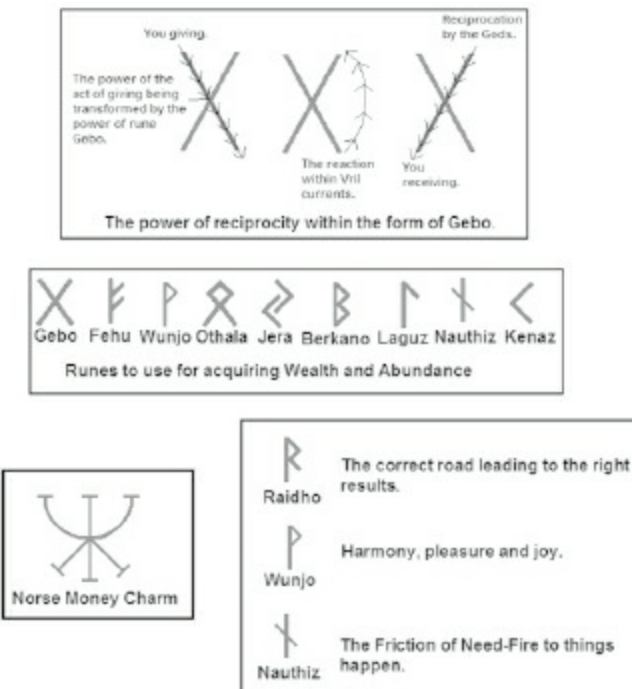 You giving.
Reciprocation
by the Gods.
The power of the
act of giving being
transformed by the
power of rune
Gebo.
The reaction
within Vril
currents.
You
receiving.
The power of reciprocity within the form of Gebo.
Gebo Fehu Wunjo Othala Jera Berkano Laguz Nauthiz Kenaz
Runes to use for acquiring Wealth and Abundance
Norse Money Charm
Raidho
The correct road leading to the right
results.
Wunjo
Harmony, pleasure and joy.
Nauthiz
The Friction of Need-Fire to things
happen.